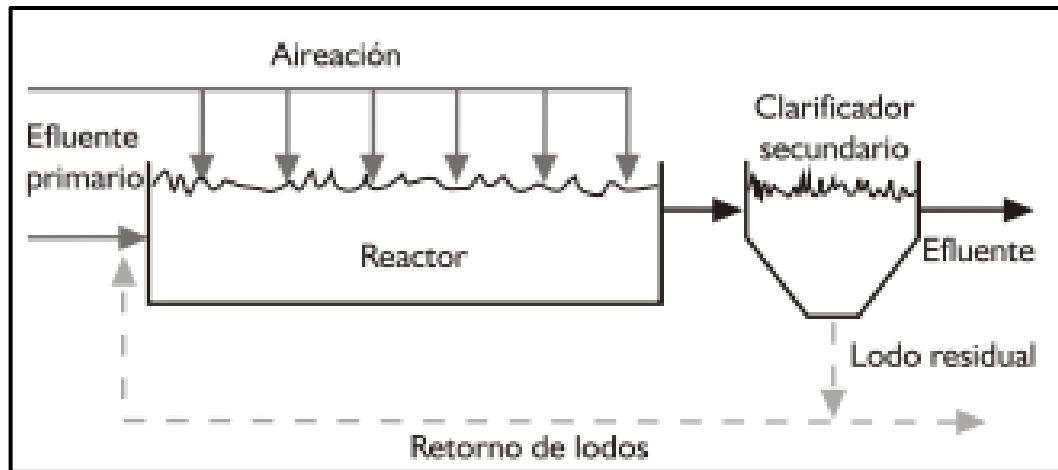 Aireación
Efluente
primario
Clarificador
secundario
Reactor
Efluente
Lodo residual
Retorno de lodos